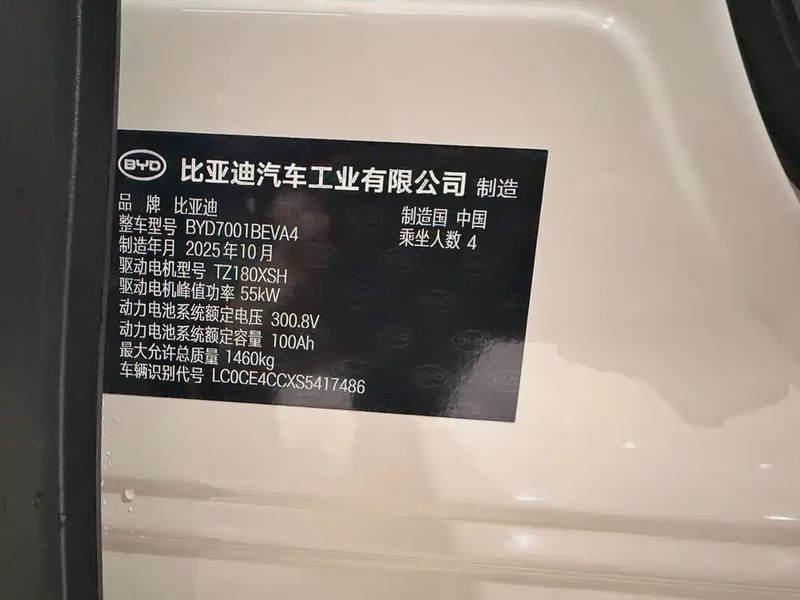 BYD 比亚迪汽车工业有限公司 制造
品 牌 比亚迪
制造国 中国
整车型号 BYD7001BEVA4
乘坐人数 4
制造年月 2025年10月
驱动电机型号 TZ180XSH
驱动电机峰值功率 55kW
动力电池系统额定电压 300.8V
动力电池系统额定容量 100Ah
最大允许总质量 1460kg
车辆识别代号 LC0CE4CCXS5417486